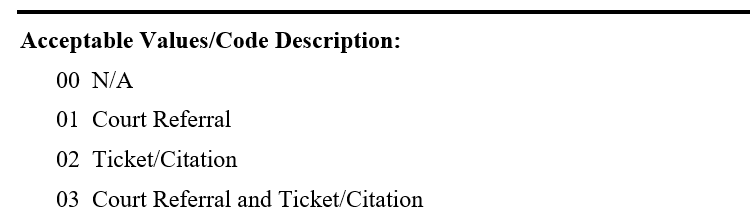 Acceptable Values/Code Description:
00 N/A
01 Court Referral
02 Ticket/Citation
03 Court Referral and Ticket/Citation